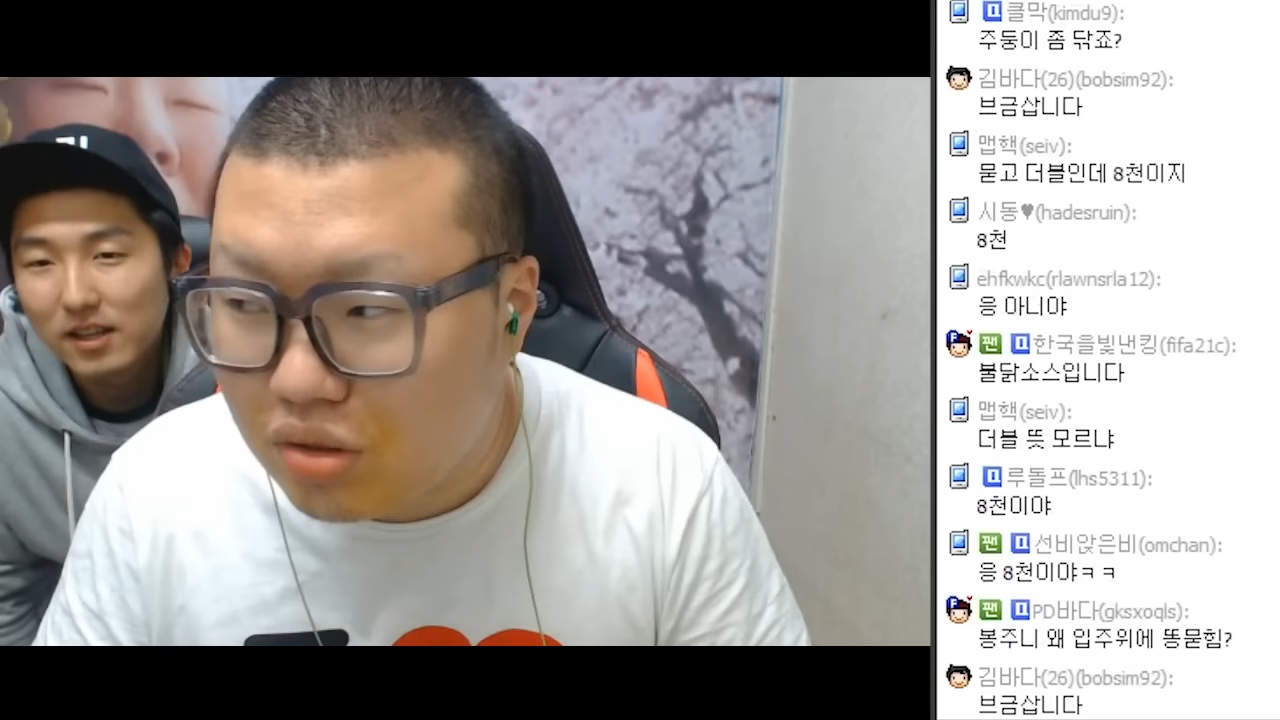 클막(kimdu9):
주둥이 좀 닦죠?
김바다(26)(bobsim92):
브금삽니다
맵핵(seiv):
묻고 더블인데 8천이지
시동♥(hadesruin):
8천
ehfkwkc(rlawnsrla12):
응 아니야
팬 한국을빛낸킹(fifa21c):
불닭소스입니다
맵핵(seiv):
더블 뜻 모르냐
루돌프(lhs5311):
8천이야
팬 선비앉은비(omchan):
응 8천이야ㅋㅋ
팬 PD바다(gksxoqls):
봉주니 왜 입주위에 똥묻힘?
김바다(26)(bobsim92):
브금삽니다